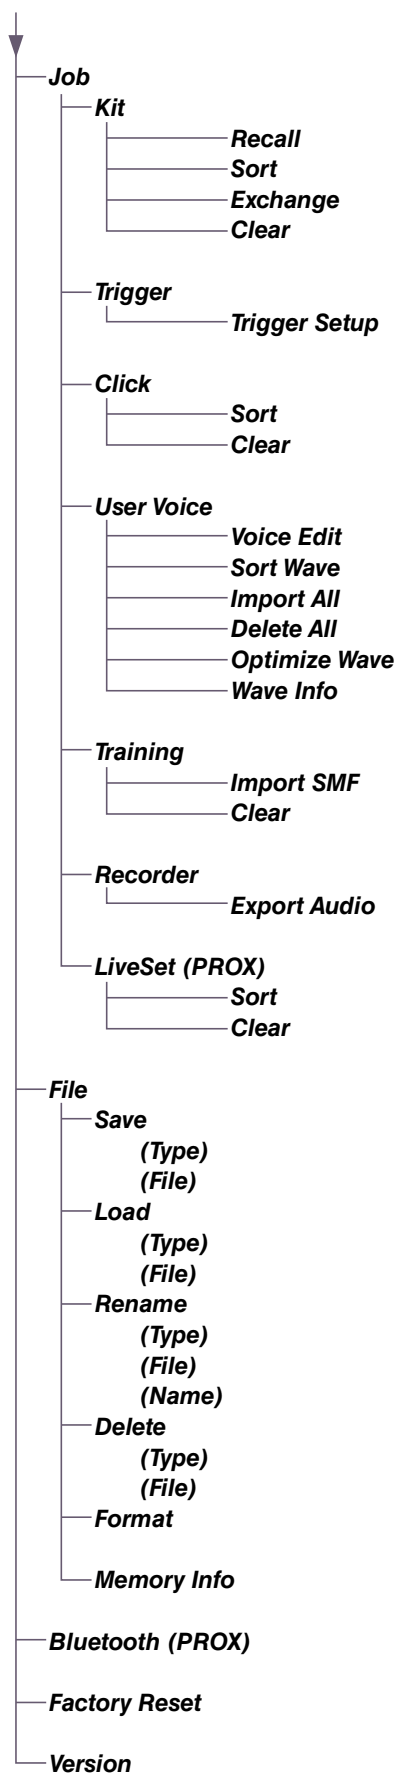 Job
Kit
Recall
Sort
Exchange
Clear
Trigger
Trigger Setup
Click
Sort
Clear
User Voice
Voice Edit
Sort Wave
Import All
Delete All
Optimize Wave
Wave Info
Training
Import SMF
Clear
Recorder
Export Audio
LiveSet (PROX)
Sort
Clear
File
Save
(Type)
(File)
Load
(Type)
(File)
Rename
(Type)
(File)
(Name)
Delete
(Type)
(File)
Format
Memory Info
Bluetooth (PROX)
Factory Reset
Version